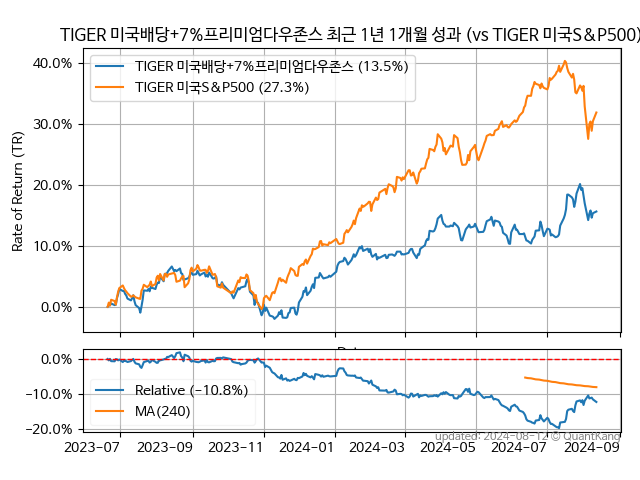 TIGER 미국배당+7%프리미엄다우존스 최근 1년 1개월 성과 (vs TIGER 미국S&P500)
40.0%
30.0%
20.0%
10.0%
0.0%
Rate of Return (TR)
TIGER 미국배당+7%프리미엄다우존스 (13.5%)
TIGER 미국S&P500 (27.3%)
0.0%
−10.0%
−20.0%
Relative (−10.8%)
MA(240)
updated: 2024-08-12 © QuantKang
2023-07 2023-09 2023-11 2024-01 2024-03 2024-05 2024-07 2024-09